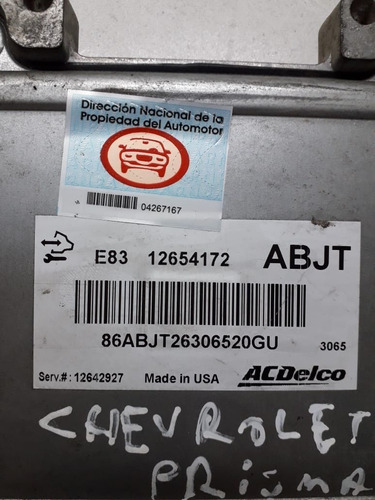 Dirección Nacional de la
Propiedad del Automotor
04267167
E83 12654172 ABJT
86ABJT26306520GU 3065
Serv.#: 12642927 Made in USA ACDelco
CHEVROLET
PRISMA